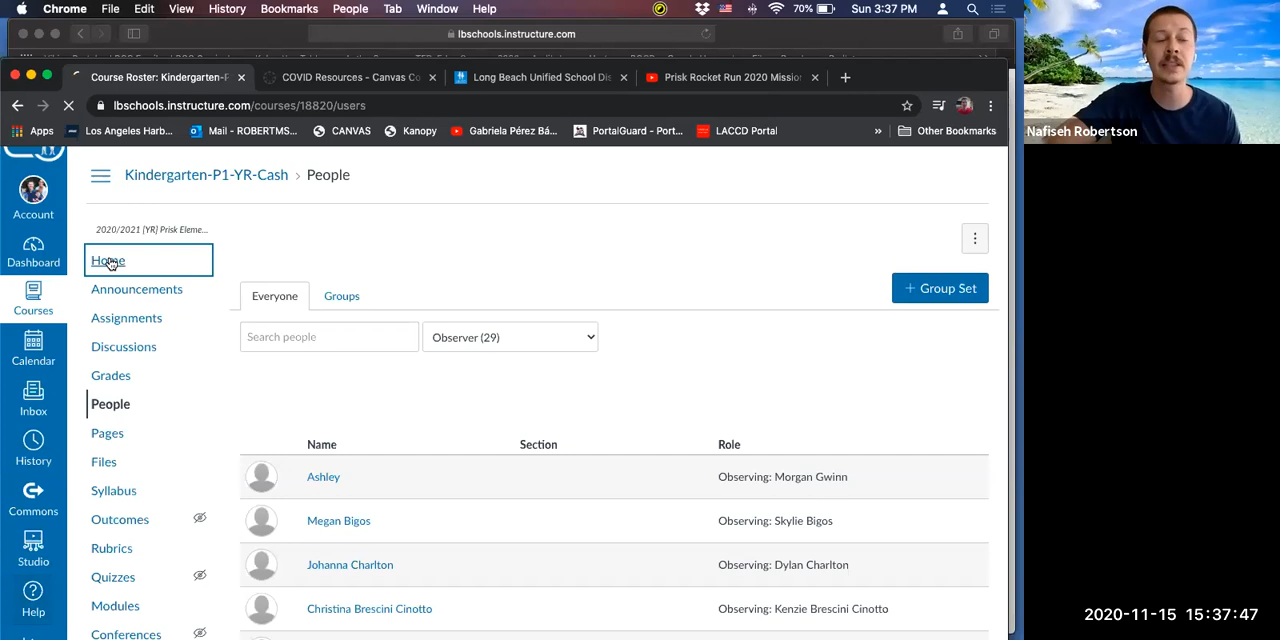 Chrome File Edit View History Bookmarks People Tab Window Help 70% Sun 3:37 PM
lbschools.instructure.com
Course Roster: Kindergarten-P COVID Resources - Canvas Co Long Beach Unified School Dis Prisk Rocket Run 2020 Missio
lbschools.instructure.com/courses/18820/users
Apps Los Angeles Harb... Mail - ROBERTMS... CANVAS Kanopy Gabriela Pérez Bá... PortalGuard - Port... LACCD Portal » Other Bookmarks
Nafiseh Robertson
Kindergarten-P1-YR-Cash › People
Account
Dashboard
Courses
Calendar
Inbox
History
Commons
Studio
Help
2020/2021 [YR] Prisk Eleme...
Home
Announcements
Assignments
Discussions
Grades
People
Pages
Files
Syllabus
Outcomes
Rubrics
Quizzes
Modules
Conferences
Everyone Groups
+ Group Set
Search people Observer (29)
Name Section Role
Ashley Observing: Morgan Gwinn
Megan Bigos Observing: Skylie Bigos
Johanna Charlton Observing: Dylan Charlton
Christina Brescini Cinotto Observing: Kenzie Brescini Cinotto
2020-11-15 15:37:47